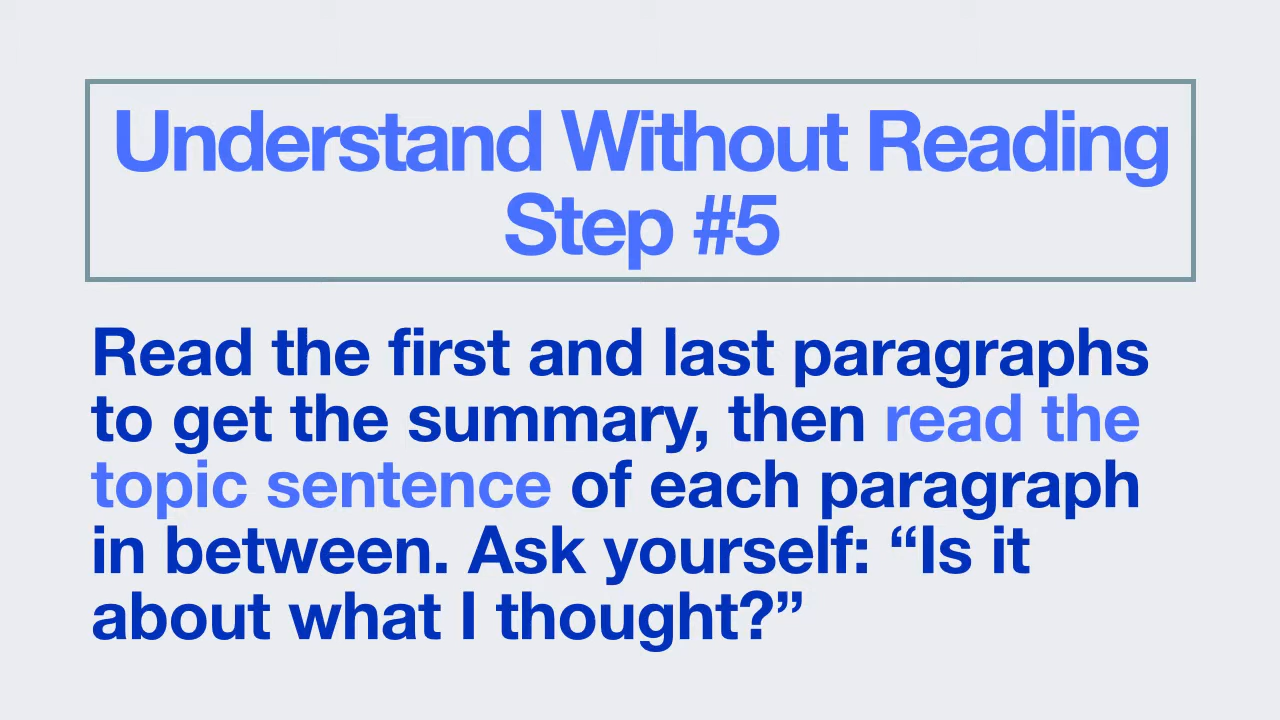 Understand Without Reading
Step #5
Read the first and last paragraphs
to get the summary, then read the
topic sentence of each paragraph
in between. Ask yourself: “Is it
about what I thought?”